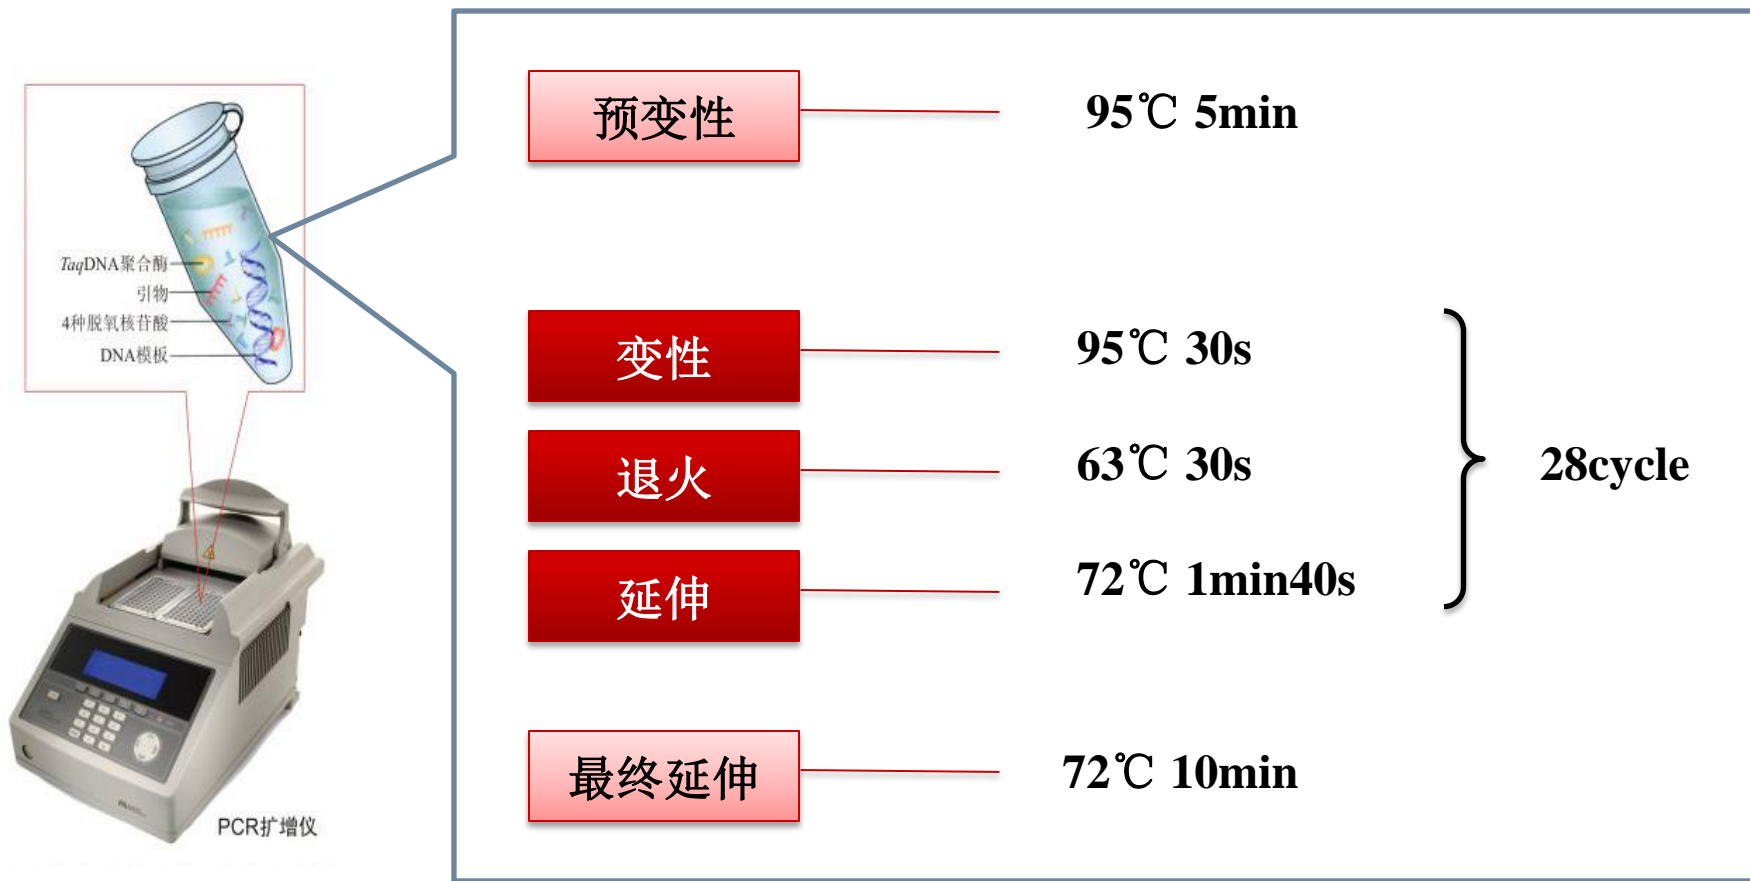 TaqDNA聚合酶
引物
4种脱氧核苷酸
DNA模板
PCR扩增仪
预变性 95℃ 5min
变性 95℃ 30s
退火 63℃ 30s
延伸 72℃ 1min40s
28cycle
最终延伸 72℃ 10min